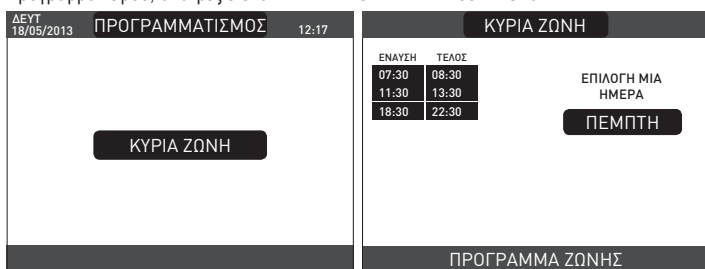 ΔΕΥΤ
18/05/2013 ΠΡΟΓΡΑΜΜΑΤΙΣΜΟΣ 12:17
ΚΥΡΙΑ ΖΩΝΗ
ΚΥΡΙΑ ΖΩΝΗ
ΕΝΑΥΣΗ ΤΕΛΟΣ
07:30 08:30
11:30 13:30
18:30 22:30
ΕΠΙΛΟΓΗ ΜΙΑ
ΗΜΕΡΑ
ΠΕΜΠΤΗ
ΠΡΟΓΡΑΜΜΑ ΖΩΝΗΣ